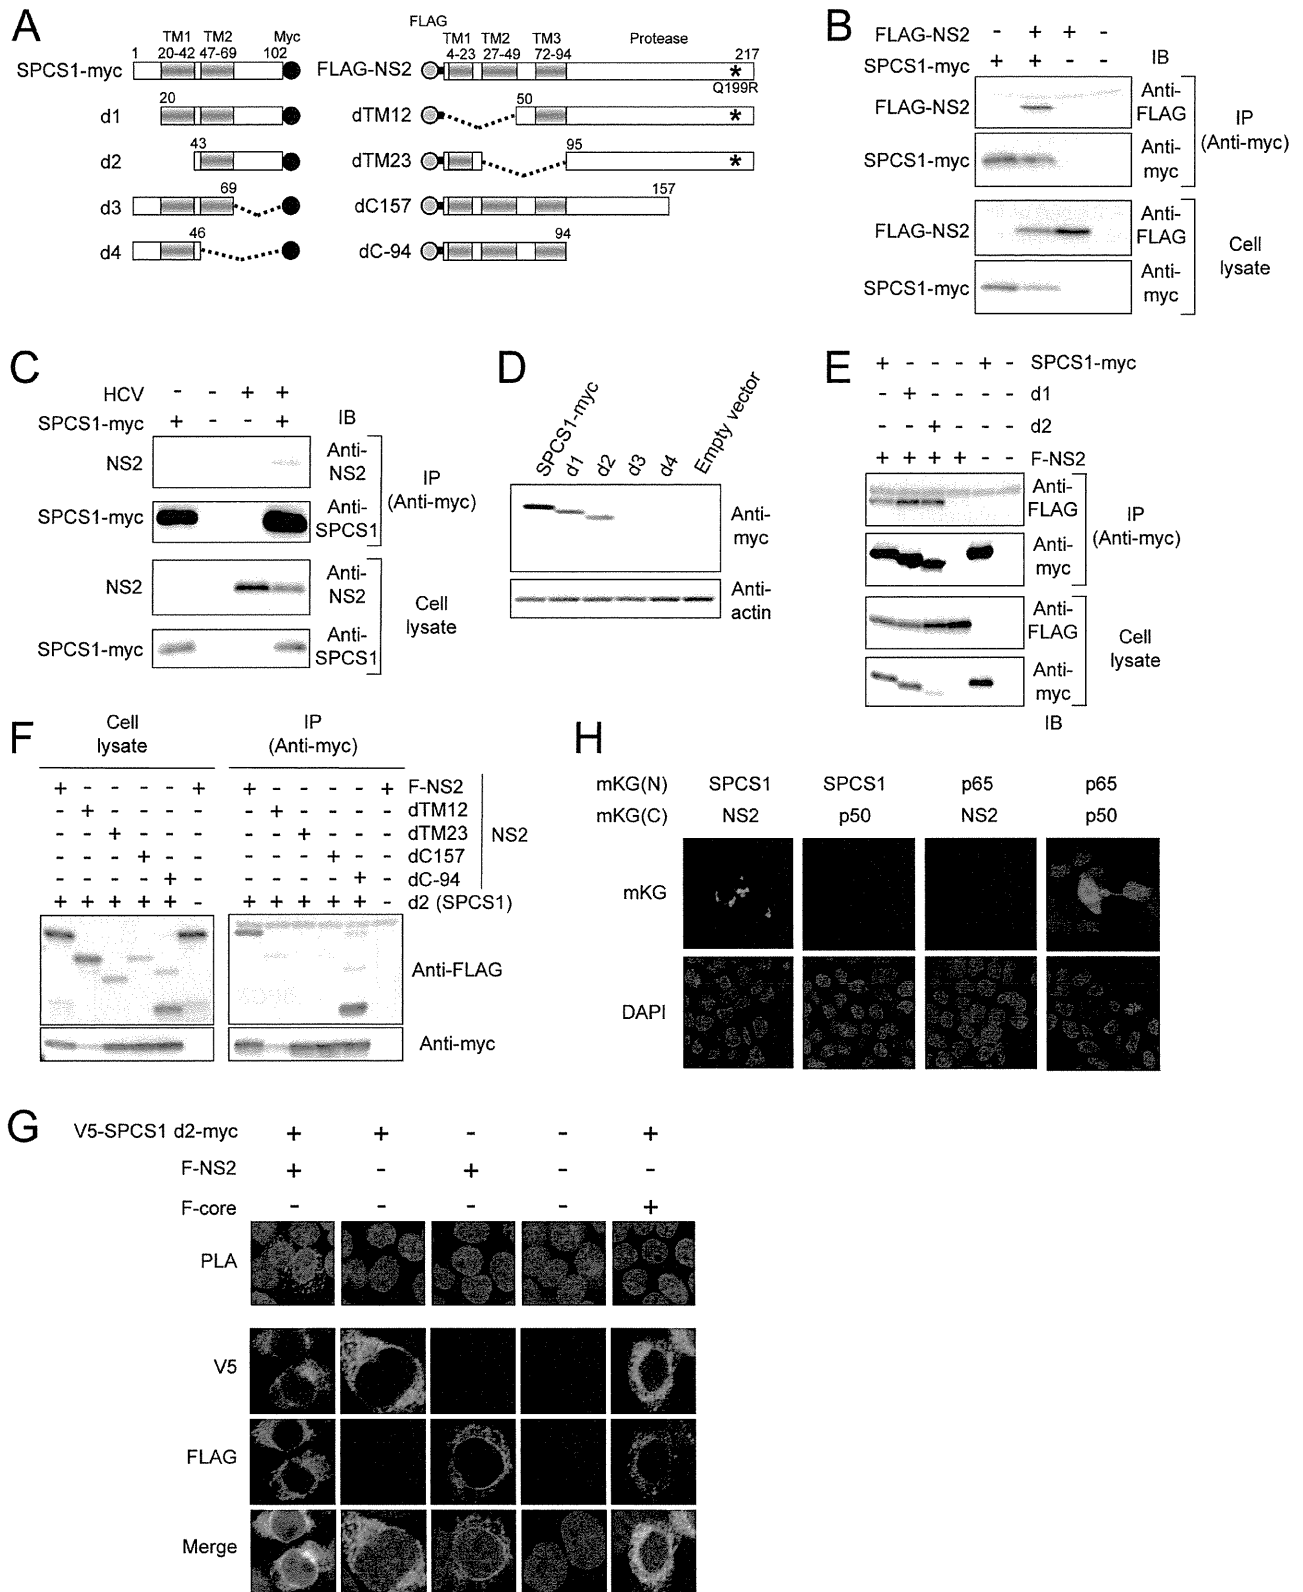 A
TM1 TM2 Myc
1 20-42 47-69 102
SPCS1-myc
20
d1
43
d2
69
d3
46
d4
FLAG
TM1 TM2 TM3 Protease
4-23 27-49 72-94 217
FLAG-NS2 *
Q199R
50
dTM12 *
95
dTM23 *
157
dC157
94
dC-94
B
FLAG-NS2 - + + -
SPCS1-myc + + - - IB
FLAG-NS2 Anti-FLAG
SPCS1-myc Anti-myc
IP (Anti-myc)
FLAG-NS2 Anti-FLAG
SPCS1-myc Anti-myc
Cell lysate
C
HCV - - + +
SPCS1-myc + - - + IB
NS2 Anti-NS2
SPCS1-myc Anti-SPCS1
IP (Anti-myc)
NS2 Anti-NS2
SPCS1-myc Anti-SPCS1
Cell lysate
D
SPCS1-myc d1 d2 d3 d4 Empty vector
Anti-myc
Anti-actin
E
+ - - - + - SPCS1-myc
- + - - - - d1
- - + - - - d2
+ + + + - - F-NS2
Anti-FLAG
Anti-myc
IP (Anti-myc)
Anti-FLAG
Anti-myc
Cell lysate
IB
F
Cell lysate IP (Anti-myc)
+ - - - - + + - - - - + F-NS2
- + - - - - - + - - - - dTM12
- - + - - - - - + - - - dTM23
- - - + - - - - - + - - dC157
- - - - + - - - - - + - dC-94
NS2
+ + + + + - + + + + + - d2 (SPCS1)
Anti-FLAG
Anti-myc
H
mKG(N) SPCS1 SPCS1 p65 p65
mKG(C) NS2 p50 NS2 p50
mKG
DAPI
G
V5-SPCS1 d2-myc + + - - +
F-NS2 + - + - -
F-core - - - - +
PLA
V5
FLAG
Merge